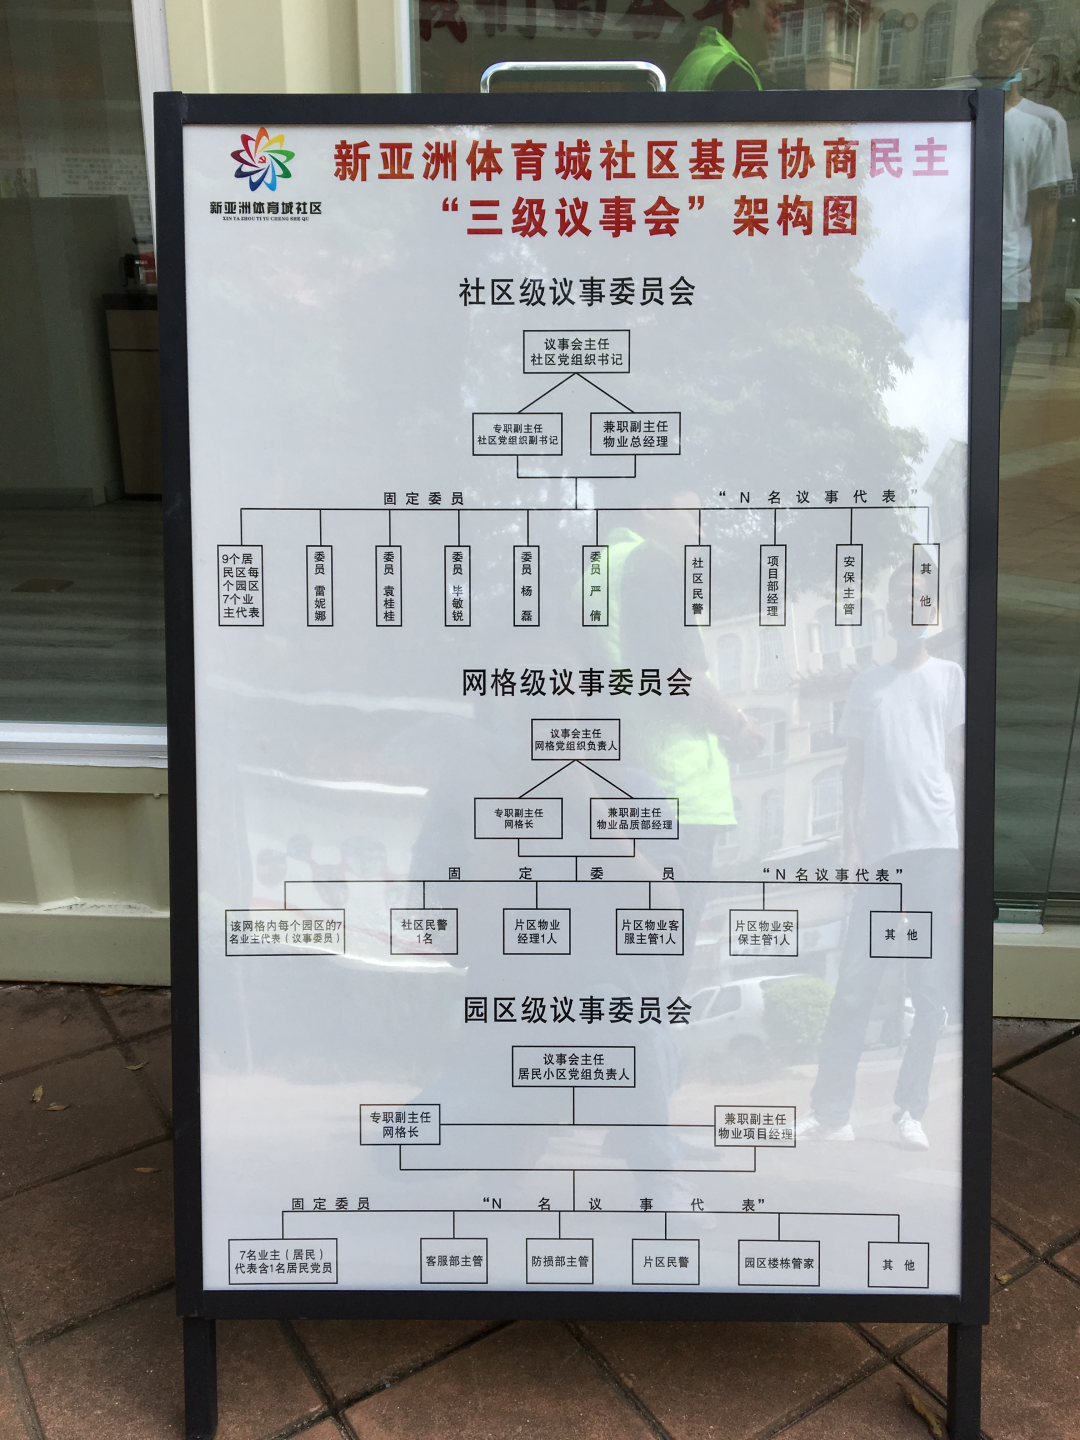 新亚洲体育城社区
XIN YA ZHOU TI YU CHENG SHE QU
新亚洲体育城社区基层协商民主
“三级议事会”架构图
社区级议事委员会
议事会主任
社区党组织书记
专职副主任
社区党组织副书记
兼职副主任
物业总经理
固定委员
“N名议事代表”
9个居
民区每
个园区
7个业
主代表
委员 雷妮娜
委员 袁桂桂
委员 毕敏锐
委员 杨磊
委员 严倩
社区民警
项目部经理
安保主管
其他
网格级议事委员会
议事会主任
网格党组织负责人
专职副主任
网格长
兼职副主任
物业品质部经理
固定委员
“N名议事代表”
该网格内每个园区的7
名业主代表（议事委员）
社区民警
1名
片区物业
经理1人
片区物业客
服主管1人
片区物业安
保主管1人
其他
园区级议事委员会
议事会主任
居民小区党组负责人
专职副主任
网格长
兼职副主任
物业项目经理
固定委员
“N名议事代表”
7名业主（居民）
代表含1名居民党员
客服部主管
防损部主管
片区民警
园区楼栋管家
其他